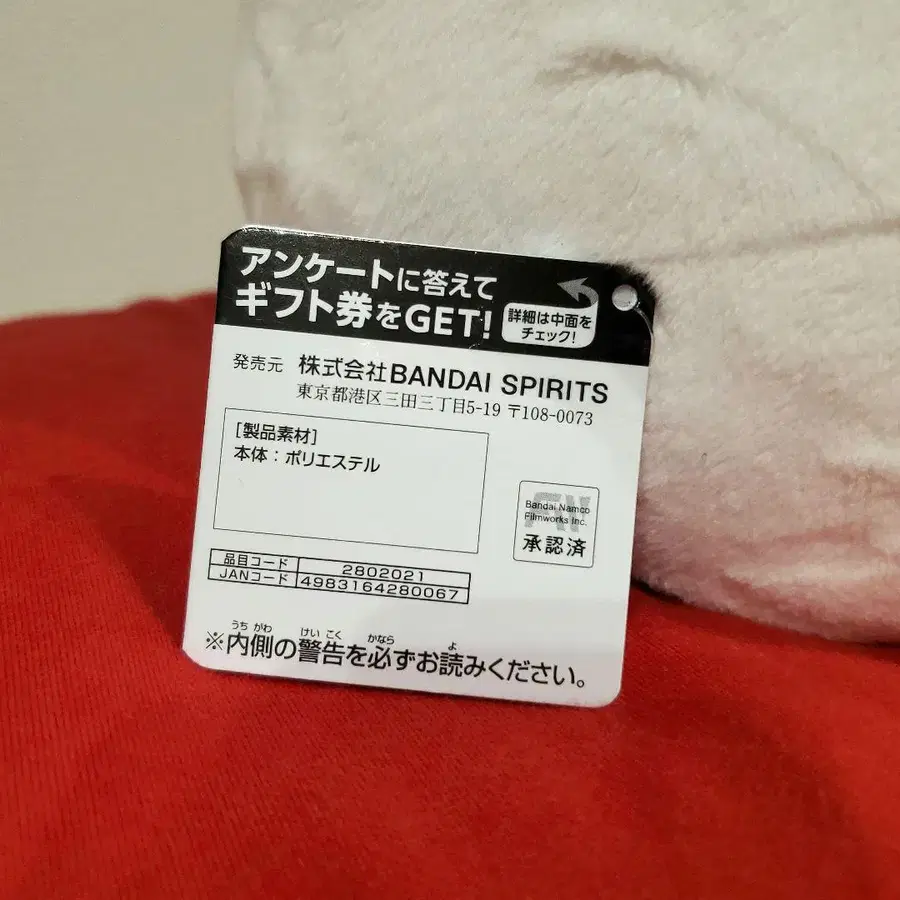 アンケートに答えて
ギフト券をGET!
詳細は中面を
チェック!
発売元 株式会社BANDAI SPIRITS
東京都港区三田三丁目5-19 〒108-0073
[製品素材]
本体：ポリエステル
Bandai Namco
Filmworks Inc.
承認済
品目コード 2802021
JANコード 4983164280067
うち がわ けい こく かなら よ
※内側の警告を必ずお読みください。